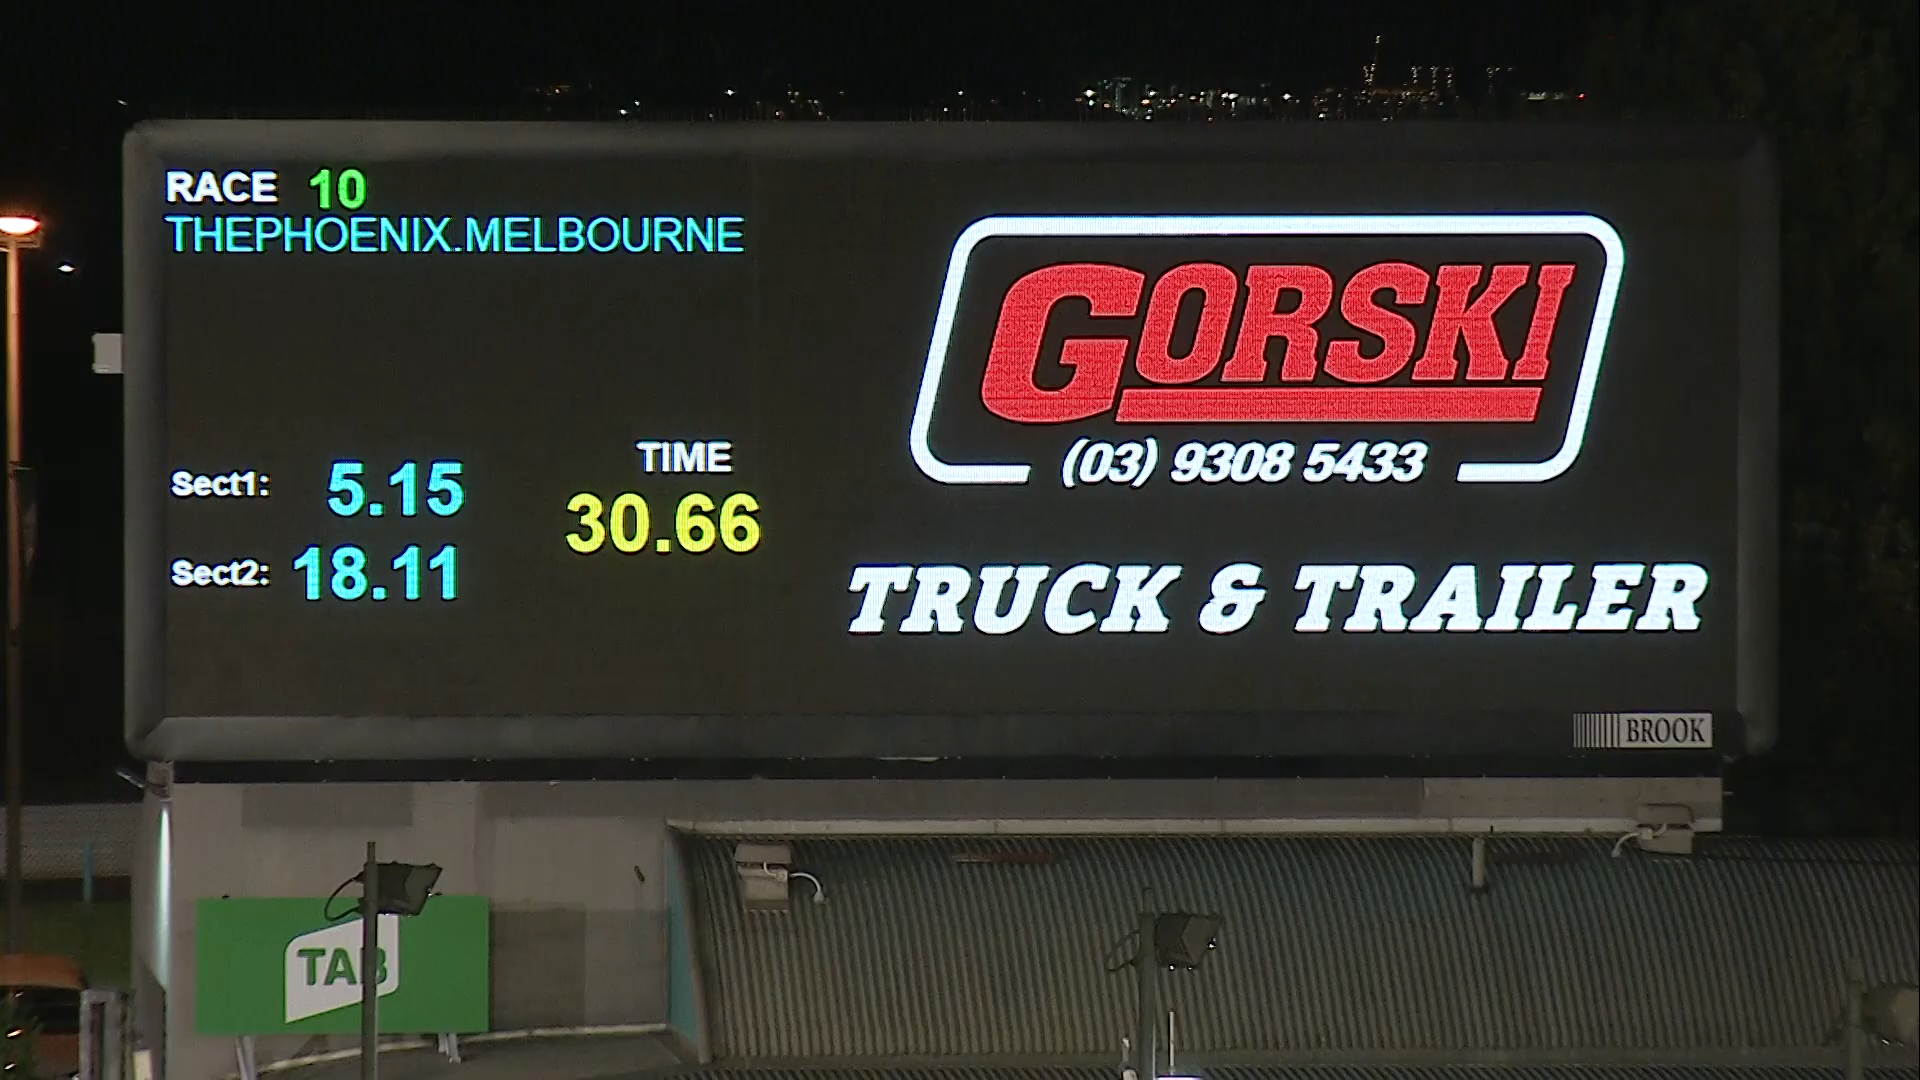 RACE 10
THEPHOENIX.MELBOURNE
Sect1: 5.15
Sect2: 18.11
TIME
30.66
GORSKI
(03) 9308 5433
TRUCK & TRAILER
BROOK
TAB